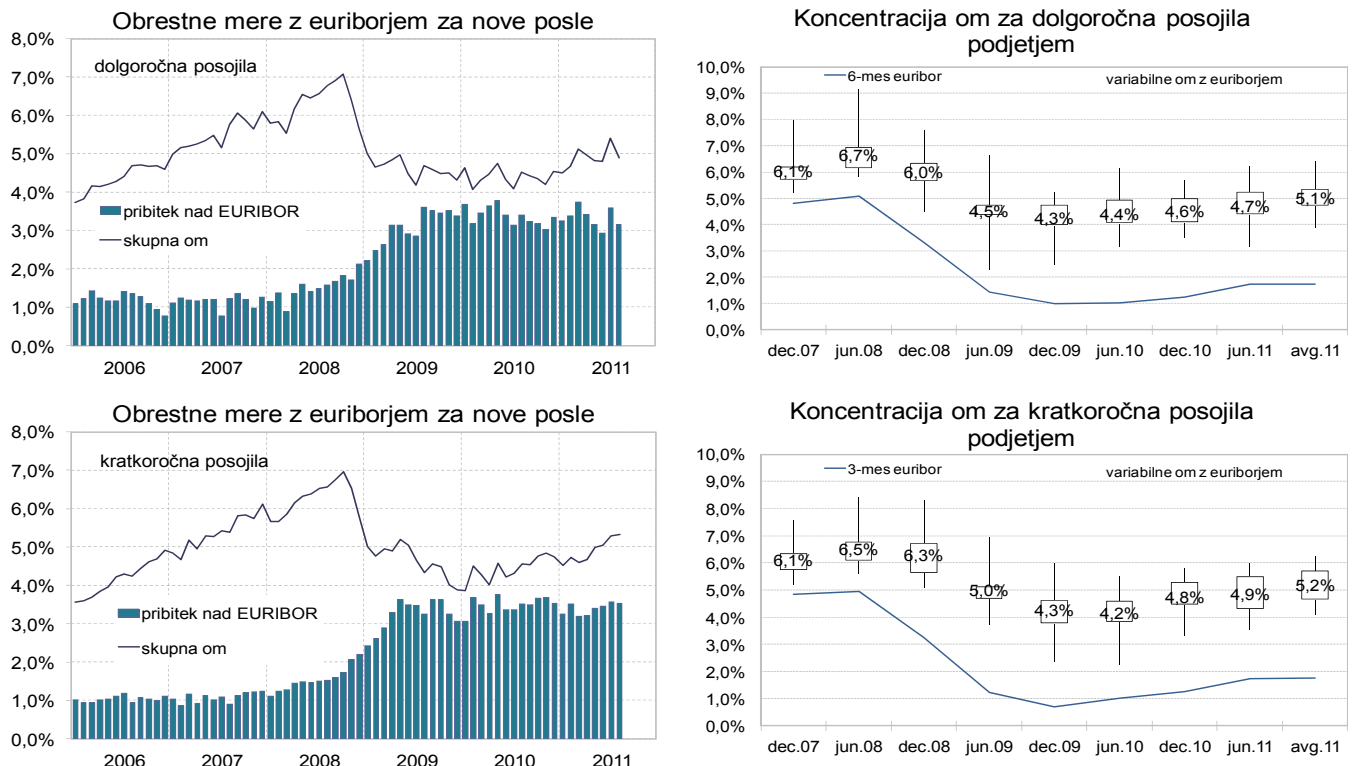 Obrestne mere z euriborjem za nove posle
8,0%
7,0%
6,0%
5,0%
4,0%
3,0%
2,0%
1,0%
0,0%
dolgoročna posojila
pribitek nad EURIBOR
skupna om
2006 2007 2008 2009 2010 2011
Koncentracija om za dolgoročna posojila
podjetjem
10,0%
9,0%
8,0%
7,0%
6,0%
5,0%
4,0%
3,0%
2,0%
1,0%
0,0%
6-mes euribor
variabilne om z euriborjem
6,1% 6,7% 6,0% 4,5% 4,3% 4,4% 4,6% 4,7% 5,1%
dec.07 jun.08 dec.08 jun.09 dec.09 jun.10 dec.10 jun.11 avg.11
Obrestne mere z euriborjem za nove posle
8,0%
7,0%
6,0%
5,0%
4,0%
3,0%
2,0%
1,0%
0,0%
kratkoročna posojila
pribitek nad EURIBOR
skupna om
2006 2007 2008 2009 2010 2011
Koncentracija om za kratkoročna posojila
podjetjem
10,0%
9,0%
8,0%
7,0%
6,0%
5,0%
4,0%
3,0%
2,0%
1,0%
0,0%
3-mes euribor
variabilne om z euriborjem
6,1% 6,5% 6,3% 5,0% 4,3% 4,2% 4,8% 4,9% 5,2%
dec.07 jun.08 dec.08 jun.09 dec.09 jun.10 dec.10 jun.11 avg.11